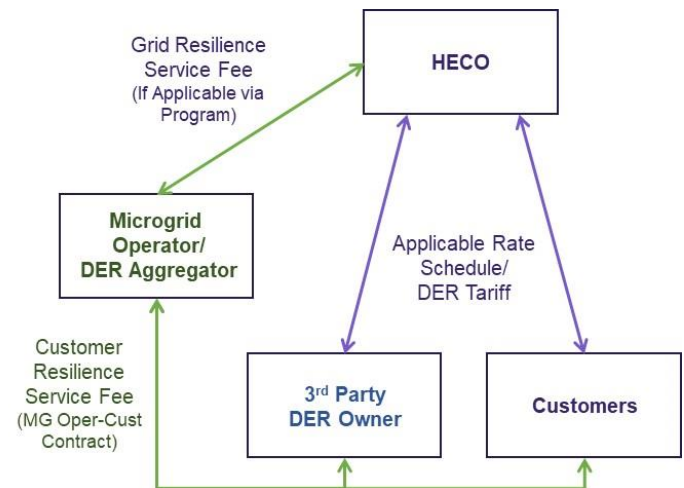 Grid Resilience
Service Fee
(If Applicable via
Program)
HECO
Microgrid
Operator/
DER Aggregator
Applicable Rate
Schedule/
DER Tariff
Customer
Resilience
Service Fee
(MG Oper-Cust
Contract)
3rd Party
DER Owner
Customers